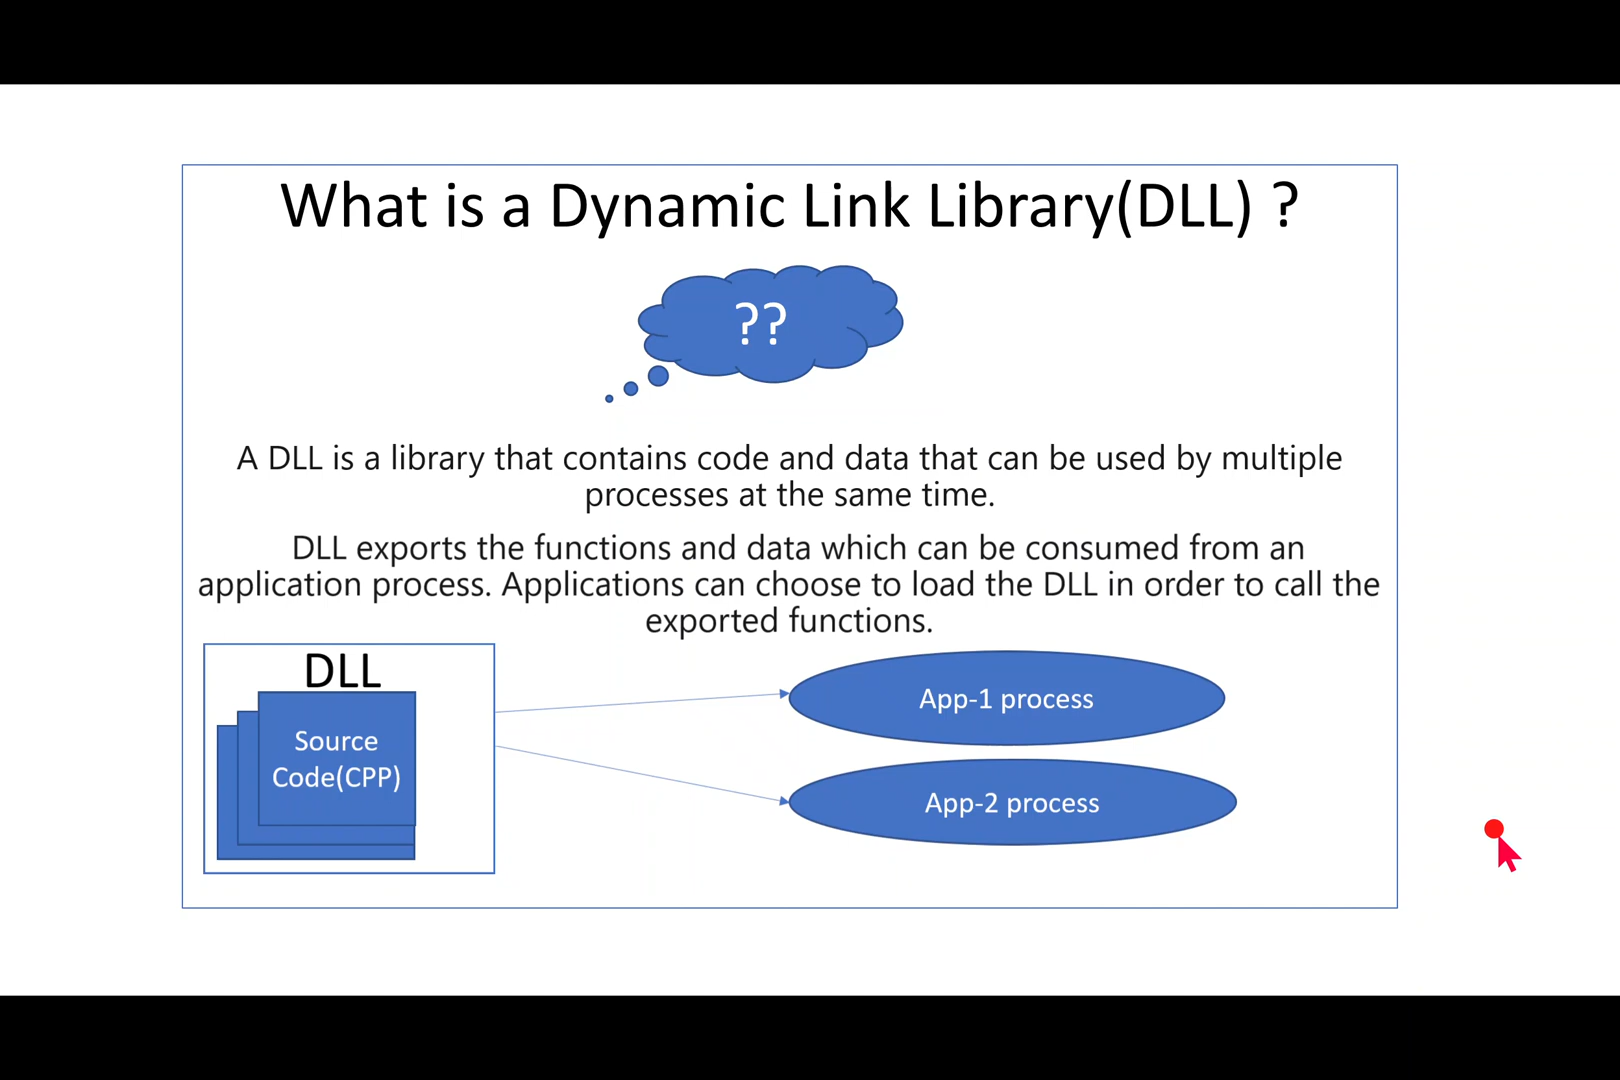 What is a Dynamic Link Library(DLL) ?
??
A DLL is a library that contains code and data that can be used by multiple
processes at the same time.
DLL exports the functions and data which can be consumed from an
application process. Applications can choose to load the DLL in order to call the
exported functions.
DLL
Source
Code(CPP)
App-1 process
App-2 process